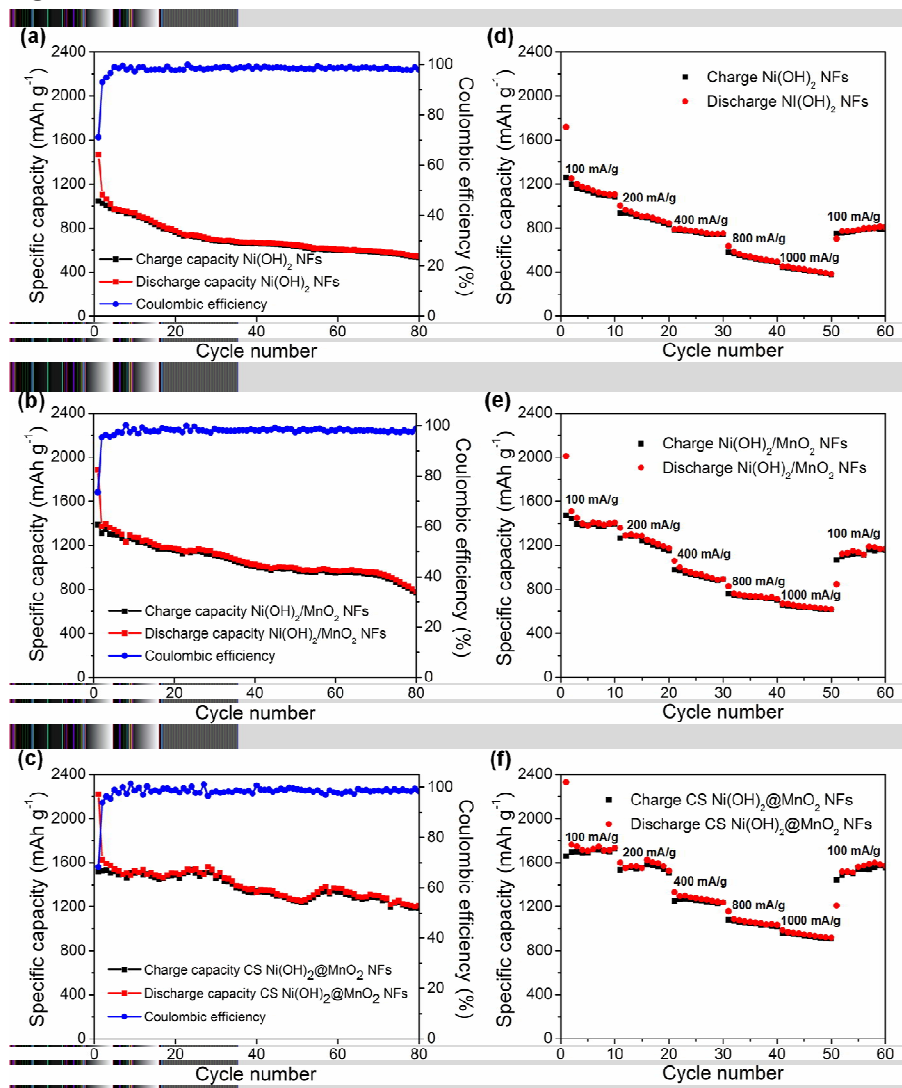 (a)
2400
2000
1600
1200
800
400
0
Specific capacity (mAh g⁻¹)
100
80
60
40
20
0
Coulombic efficiency (%)
Charge capacity Ni(OH)₂ NFs
Discharge capacity Ni(OH)₂ NFs
Coulombic efficiency
0 20 40 60 80
Cycle number
(d)
2400
2000
1600
1200
800
400
0
Specific capacity (mAh g⁻¹)
Charge Ni(OH)₂ NFs
Discharge NI(OH)₂ NFs
100 mA/g
200 mA/g
400 mA/g
800 mA/g
1000 mA/g
100 mA/g
0 10 20 30 40 50 60
Cycle number
(b)
2400
2000
1600
1200
800
400
0
Specific capacity (mAh g⁻¹)
100
80
60
40
20
0
Coulombic efficiency (%)
Charge capacity Ni(OH)₂/MnO₂ NFs
Discharge capacity Ni(OH)₂/MnO₂ NFs
Coulombic efficiency
0 20 40 60 80
Cycle number
(e)
2400
2000
1600
1200
800
400
0
Specific capacity (mAh g⁻¹)
Charge Ni(OH)₂/MnO₂ NFs
Discharge Ni(OH)₂/MnO₂ NFs
100 mA/g
200 mA/g
400 mA/g
800 mA/g
1000 mA/g
100 mA/g
0 10 20 30 40 50 60
Cycle number
(c)
2400
2000
1600
1200
800
400
0
Specific capacity (mAh g⁻¹)
100
80
60
40
20
0
Coulombic efficiency (%)
Charge capacity CS Ni(OH)₂@MnO₂ NFs
Discharge capacity CS Ni(OH)₂@MnO₂ NFs
Coulombic efficiency
0 20 40 60 80
Cycle number
(f)
2400
2000
1600
1200
800
400
0
Specific capacity (mAh g⁻¹)
Charge CS Ni(OH)₂@MnO₂ NFs
Discharge CS Ni(OH)₂@MnO₂ NFs
100 mA/g
200 mA/g
400 mA/g
800 mA/g
1000 mA/g
100 mA/g
0 10 20 30 40 50 60
Cycle number